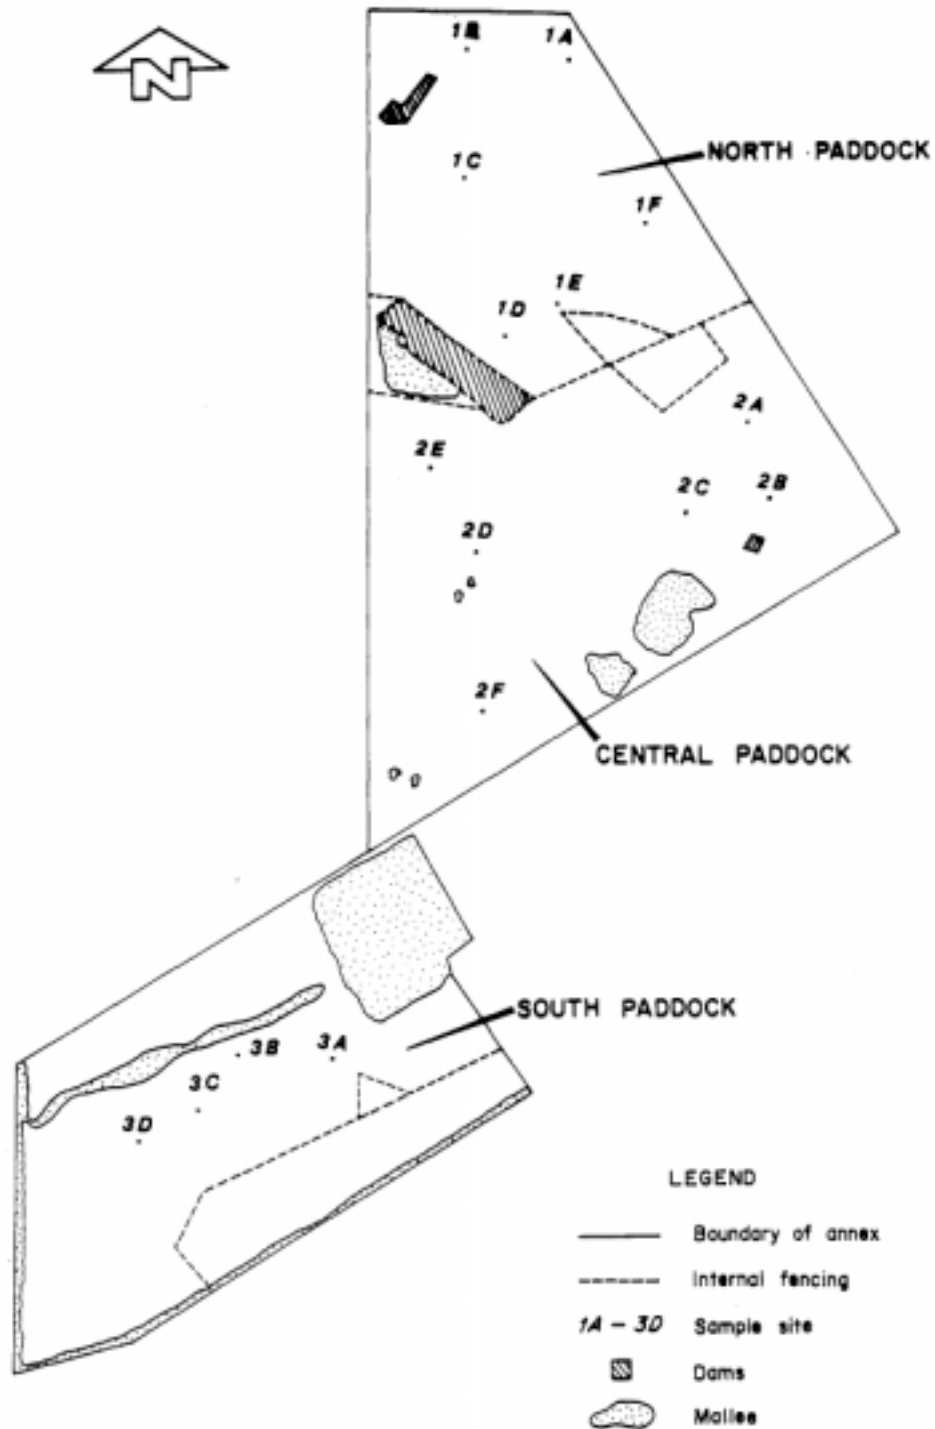 N
1B
1A
NORTH PADDOCK
1C
1F
1E
1D
2A
2E
2C
2B
2D
2F
CENTRAL PADDOCK
SOUTH PADDOCK
3B
3A
3C
3D
LEGEND
Boundary of annex
Internal fencing
1A - 3D Sample site
Dams
Mallee